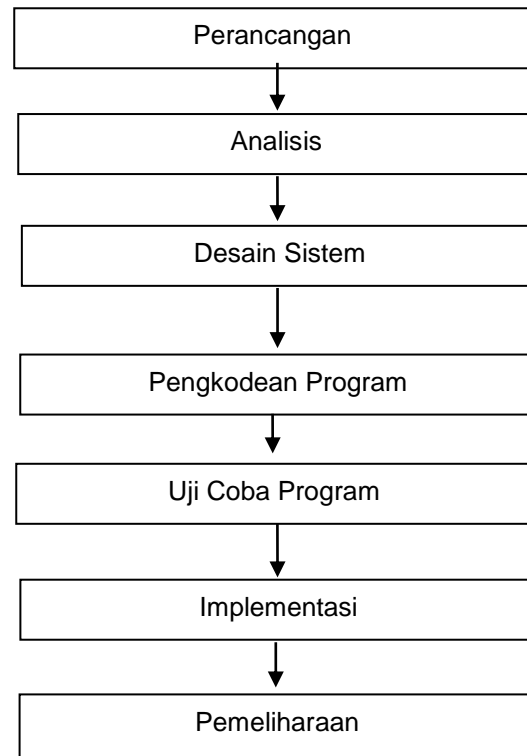 Perancangan
Analisis
Desain Sistem
Pengkodean Program
Uji Coba Program
Implementasi
Pemeliharaan